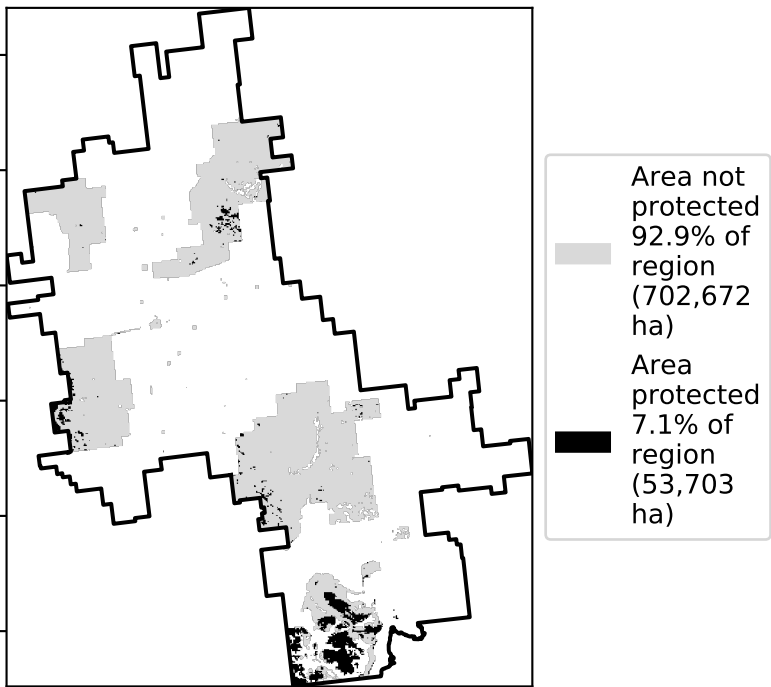 Area not
protected
92.9% of
region
(702,672
ha)
Area
protected
7.1% of
region
(53,703
ha)